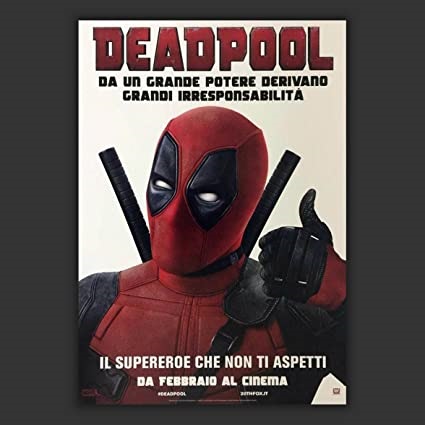 DEADPOOL
DA UN GRANDE POTERE DERIVANO
GRANDI IRRESPONSABILITÀ
IL SUPEREROE CHE NON TI ASPETTI
DA FEBBRAIO AL CINEMA
#DEADPOOL 20THFOX.IT